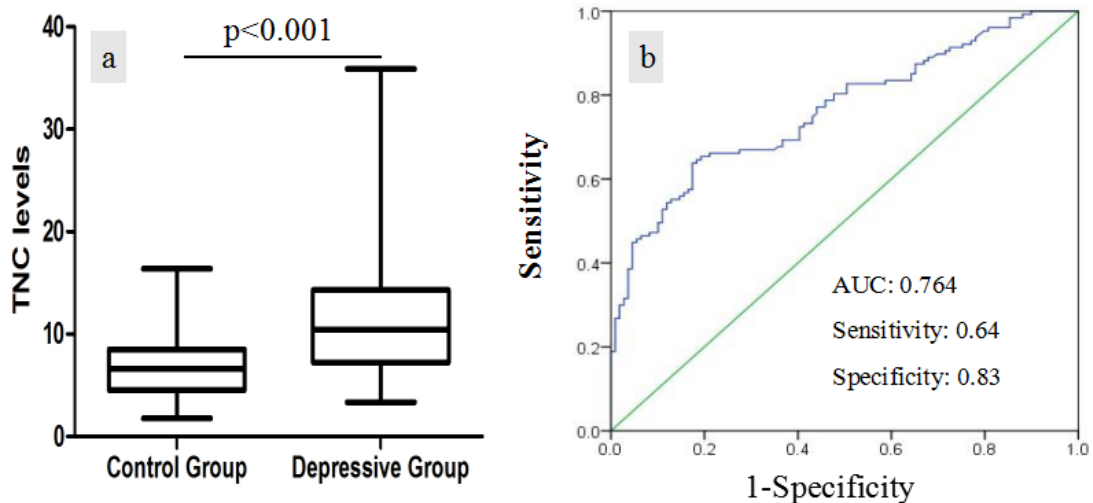 a
p<0.001
TNC levels
40
30
20
10
0
Control Group
Depressive Group
b
Sensitivity
1.0
0.8
0.6
0.4
0.2
0.0
AUC: 0.764
Sensitivity: 0.64
Specificity: 0.83
0.0 0.2 0.4 0.6 0.8 1.0
1-Specificity